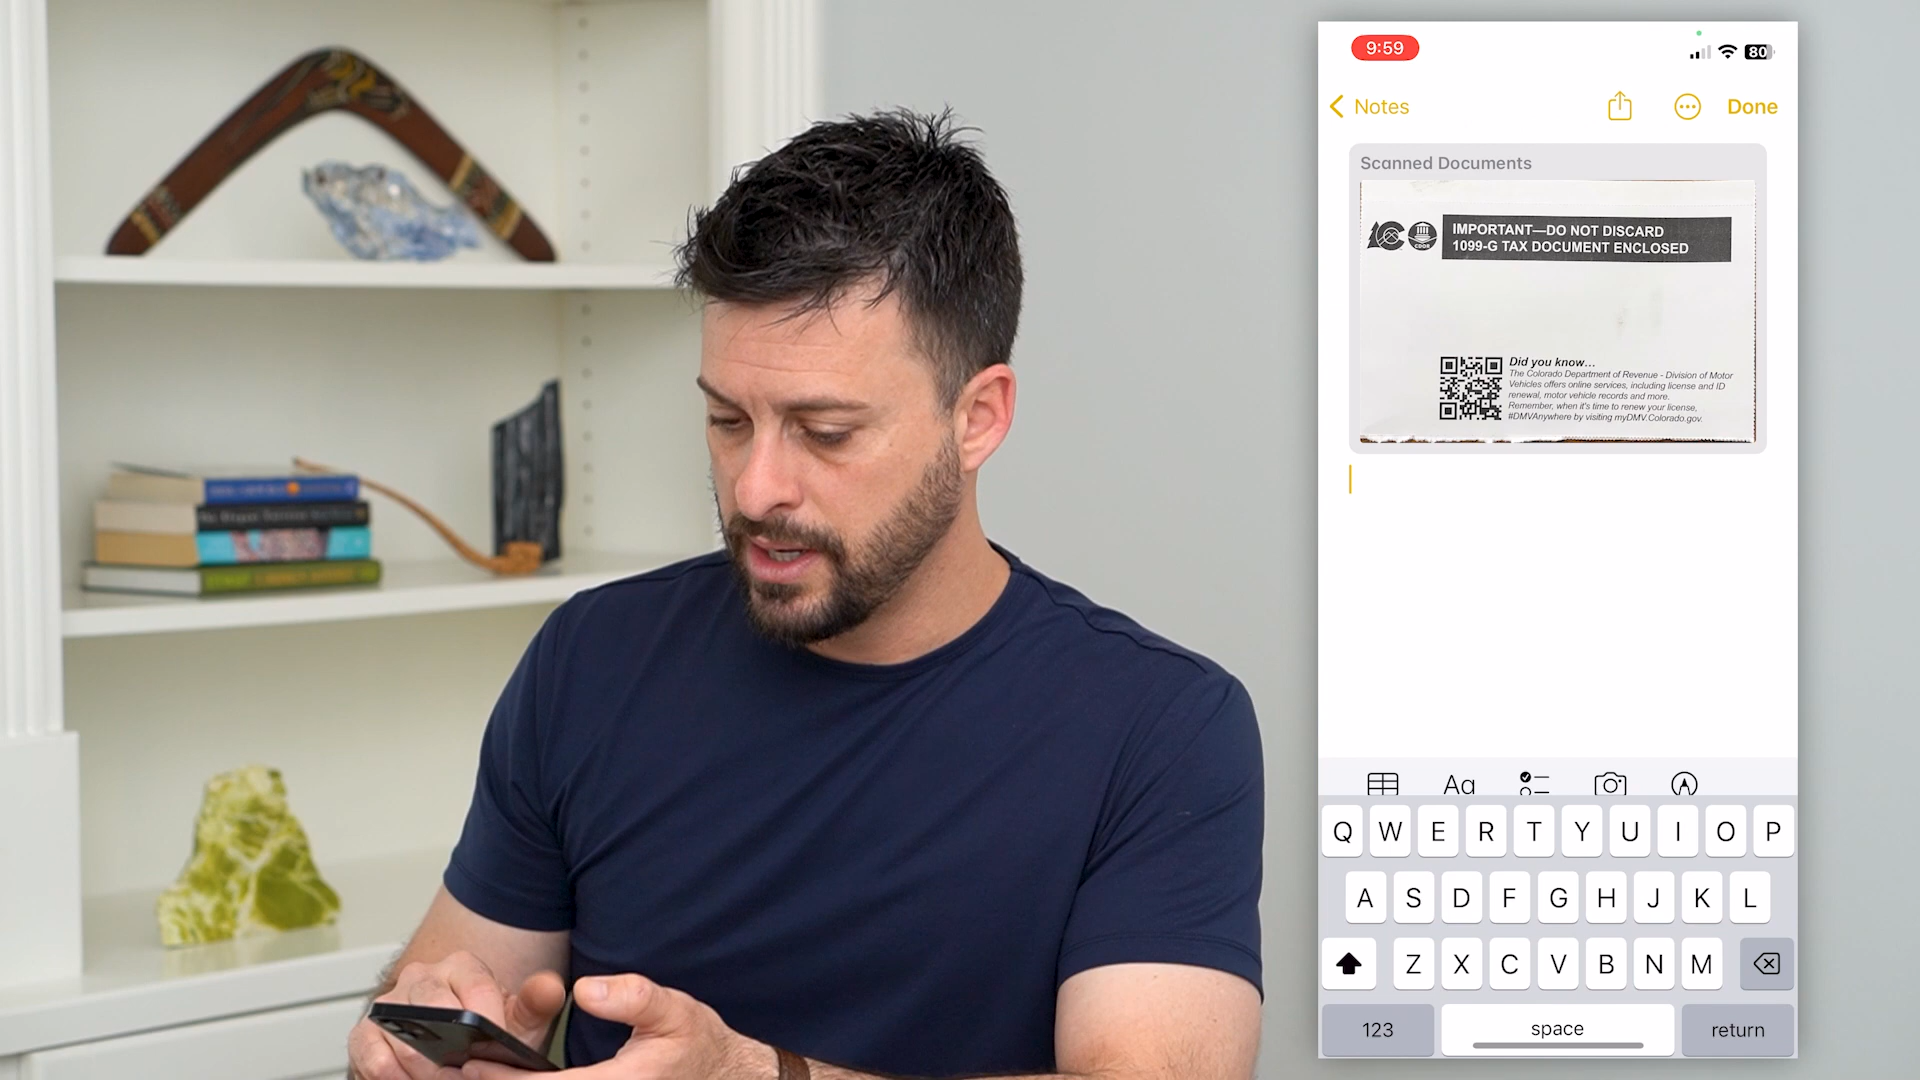 9:59
80
Notes
Done
Scanned Documents
IMPORTANT—DO NOT DISCARD
1099-G TAX DOCUMENT ENCLOSED
CDOR
Did you know...
The Colorado Department of Revenue - Division of Motor
Vehicles offers online services, including license and ID
renewal, motor vehicle records and more.
Remember, when it's time to renew your license,
#DMVAnywhere by visiting myDMV.Colorado.gov.
Aa
Q W E R T Y U I O P
A S D F G H J K L
Z X C V B N M
123 space return